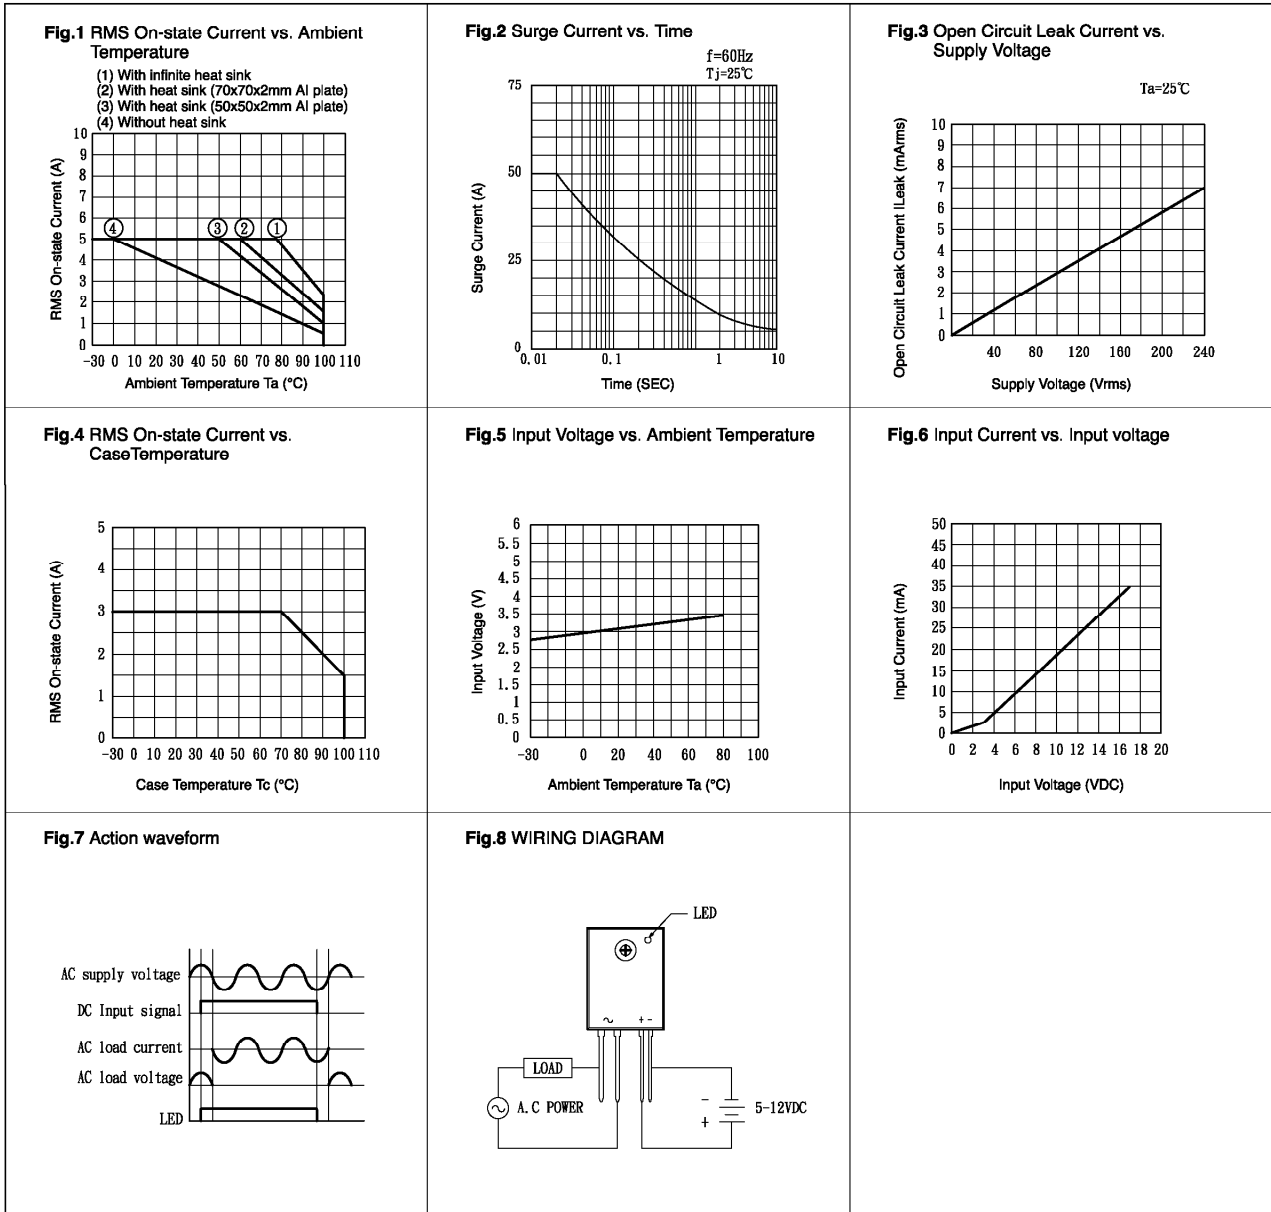 Fig.1 RMS On-state Current vs. Ambient
Temperature
(1) With infinite heat sink
(2) With heat sink (70x70x2mm Al plate)
(3) With heat sink (50x50x2mm Al plate)
(4) Without heat sink
RMS On-state Current (A)
10
9
8
7
6
5
4
3
2
1
0
4
3
2
1
-30 0 10 20 30 40 50 60 70 80 90 100 110
Ambient Temperature Ta (°C)
Fig.2 Surge Current vs. Time
f=60Hz
Tj=25℃
Surge Current (A)
75
50
25
0
0.01 0.1 1 10
Time (SEC)
Fig.3 Open Circuit Leak Current vs.
Supply Voltage
Ta=25℃
Open Circuit Leak Current ILeak (mArms)
10
9
8
7
6
5
4
3
2
1
0
40 80 120 160 200 240
Supply Voltage (Vrms)
Fig.4 RMS On-state Current vs.
CaseTemperature
RMS On-state Current (A)
5
4
3
2
1
0
-30 0 10 20 30 40 50 60 70 80 90 100 110
Case Temperature Tc (°C)
Fig.5 Input Voltage vs. Ambient Temperature
Input Voltage (V)
6
5.5
5
4.5
4
3.5
3
2.5
2
1.5
1
0.5
0
-30 0 20 40 60 80 100
Ambient Temperature Ta (°C)
Fig.6 Input Current vs. Input voltage
Input Current (mA)
50
45
40
35
30
25
20
15
10
5
0
0 2 4 6 8 10 12 14 16 18 20
Input Voltage (VDC)
Fig.7 Action waveform
AC supply voltage
DC Input signal
AC load current
AC load voltage
LED
Fig.8 WIRING DIAGRAM
LED
~ + -
LOAD
A.C POWER
-
+
5-12VDC